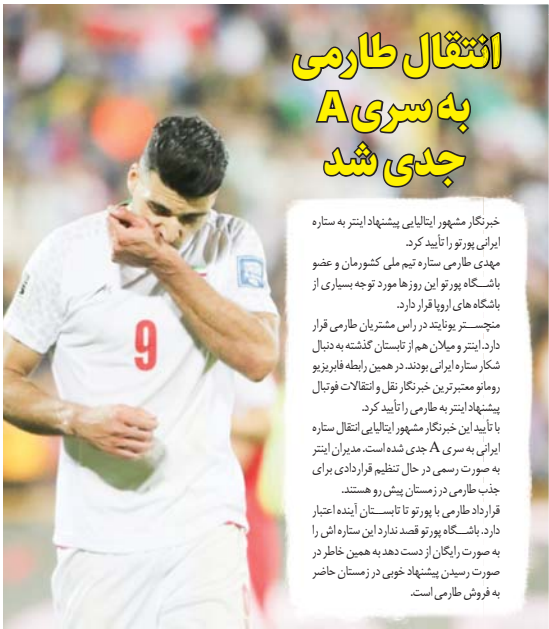 انتقال طارمی
به سری A
جدی شد
خبرنگار مشهور ایتالیایی پیشنهاد اینتر به ستاره
ایرانی پورتو را تأیید کرد.
مهدی طارمی ستاره تیم ملی کشورمان و عضو
باشگاه پورتو این روزها مورد توجه بسیاری از
باشگاه های اروپا قرار دارد.
منچستر یونایتد در راس مشتریان طارمی قرار
دارد. اینتر و میلان هم از تابستان گذشته به دنبال
شکار ستاره ایرانی بودند. در همین رابطه فابریزیو
رومانو معتبرترین خبرنگار نقل و انتقالات فوتبال
پیشنهاد اینتر به طارمی را تأیید کرد.
با تأیید این خبرنگار مشهور ایتالیایی انتقال ستاره
ایرانی به سری A جدی شده است. مدیران اینتر
به صورت رسمی در حال تنظیم قراردادی برای
جذب طارمی در زمستان پیش رو هستند.
قرارداد طارمی با پورتو تا تابستان آینده اعتبار
دارد. باشگاه پورتو قصد ندارد این ستاره اش را
به صورت رایگان از دست دهد به همین خاطر در
صورت رسیدن پیشنهاد خوبی در زمستان حاضر
به فروش طارمی است.
9